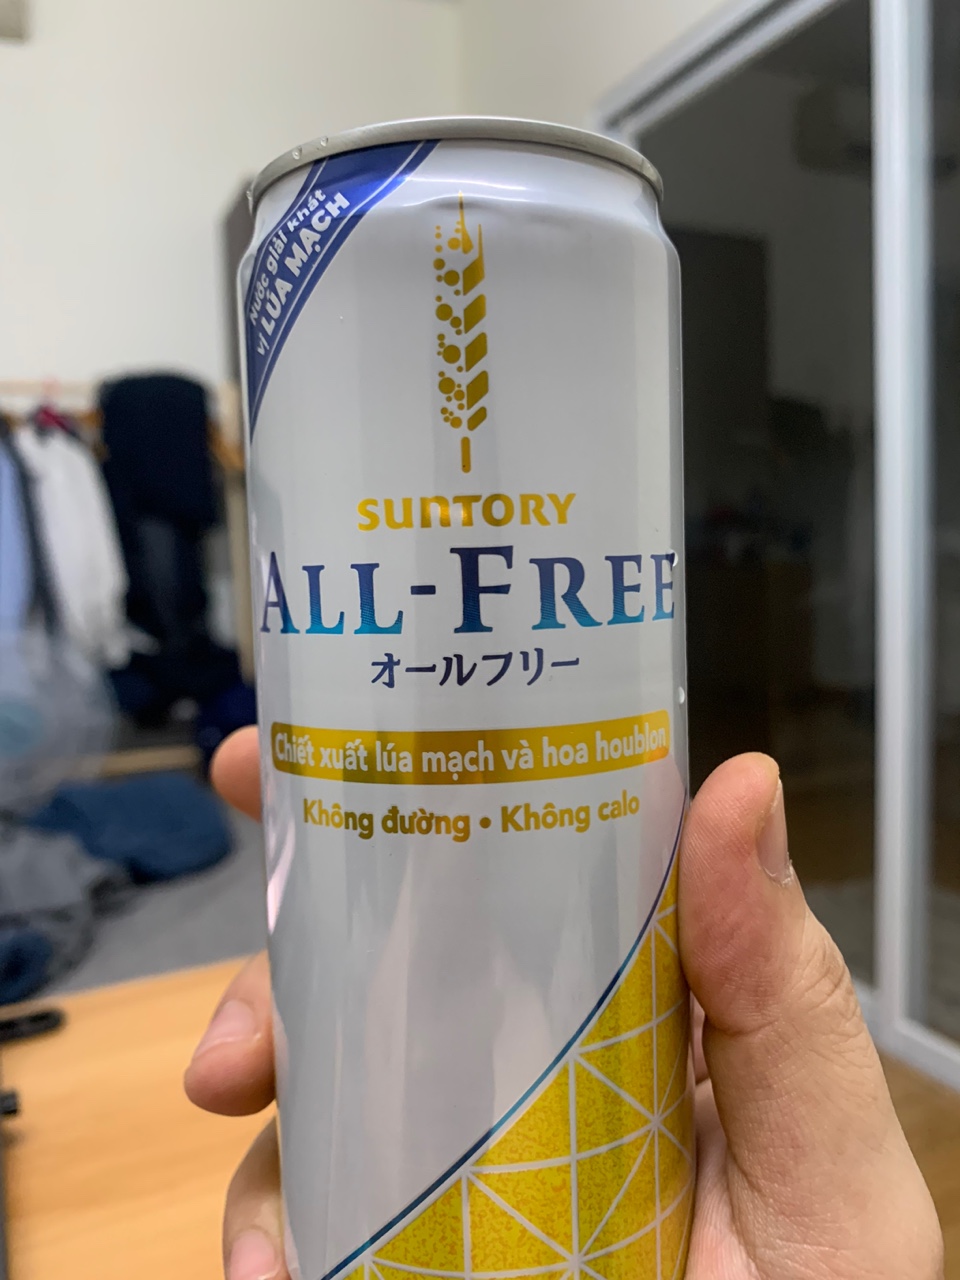 Nước giải khát
vị LÚA MẠCH
SUNTORY
ALL-FREE
オールフリー
Chiết xuất lúa mạch và hoa houblon
Không đường • Không calo